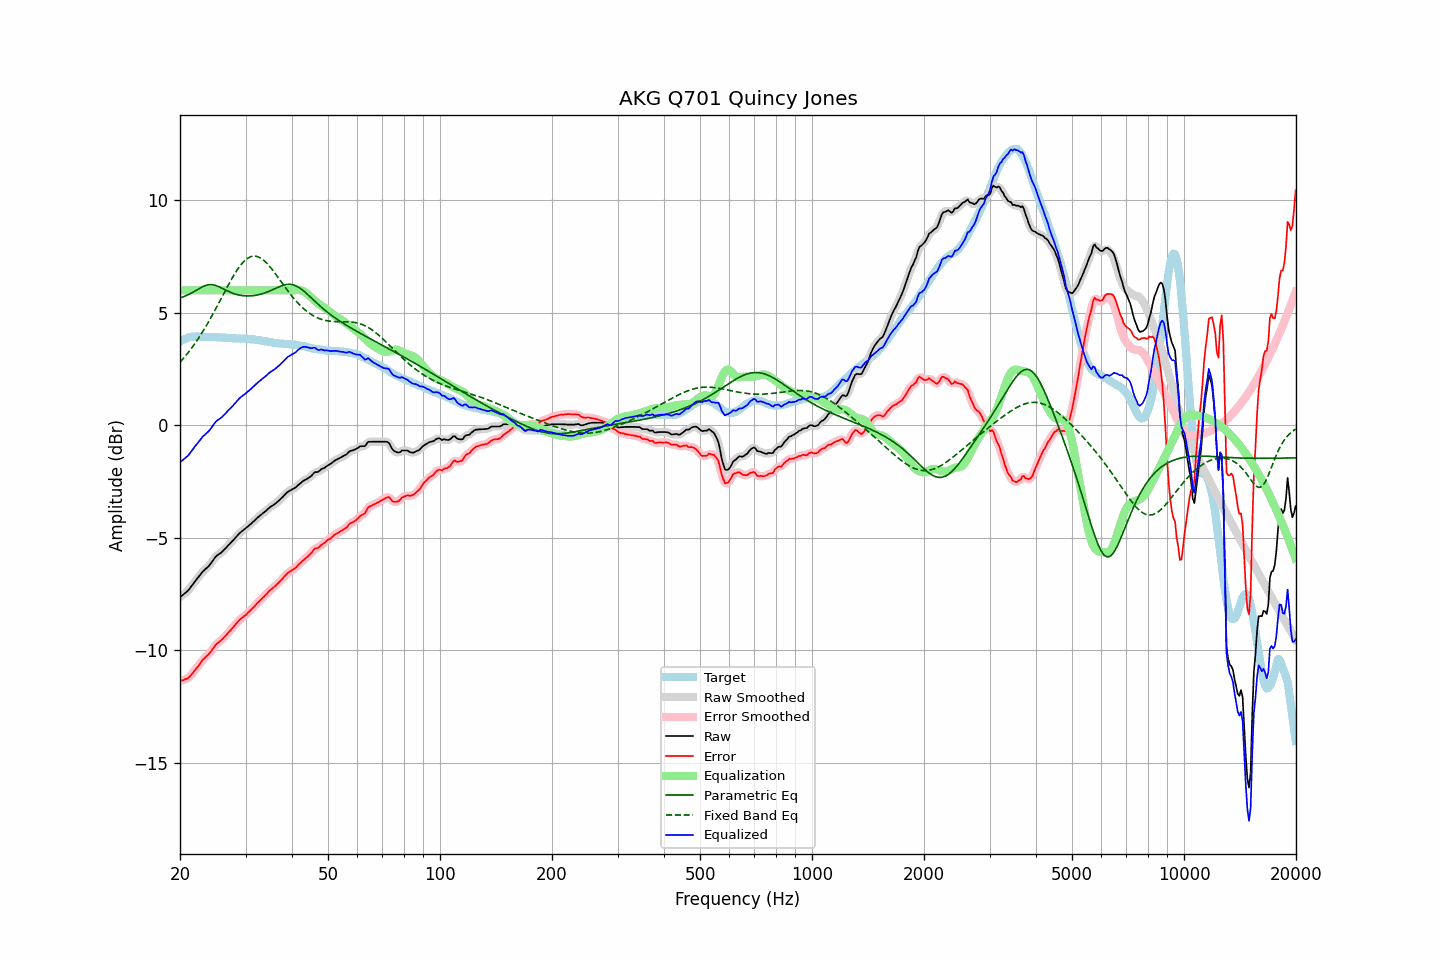 AKG Q701 Quincy Jones
Amplitude (dBr)
10
5
0
−5
−10
−15
Target
Raw Smoothed
Error Smoothed
Raw
Error
Equalization
Parametric Eq
Fixed Band Eq
Equalized
20 50 100 200 500 1000 2000 5000 10000 20000
Frequency (Hz)